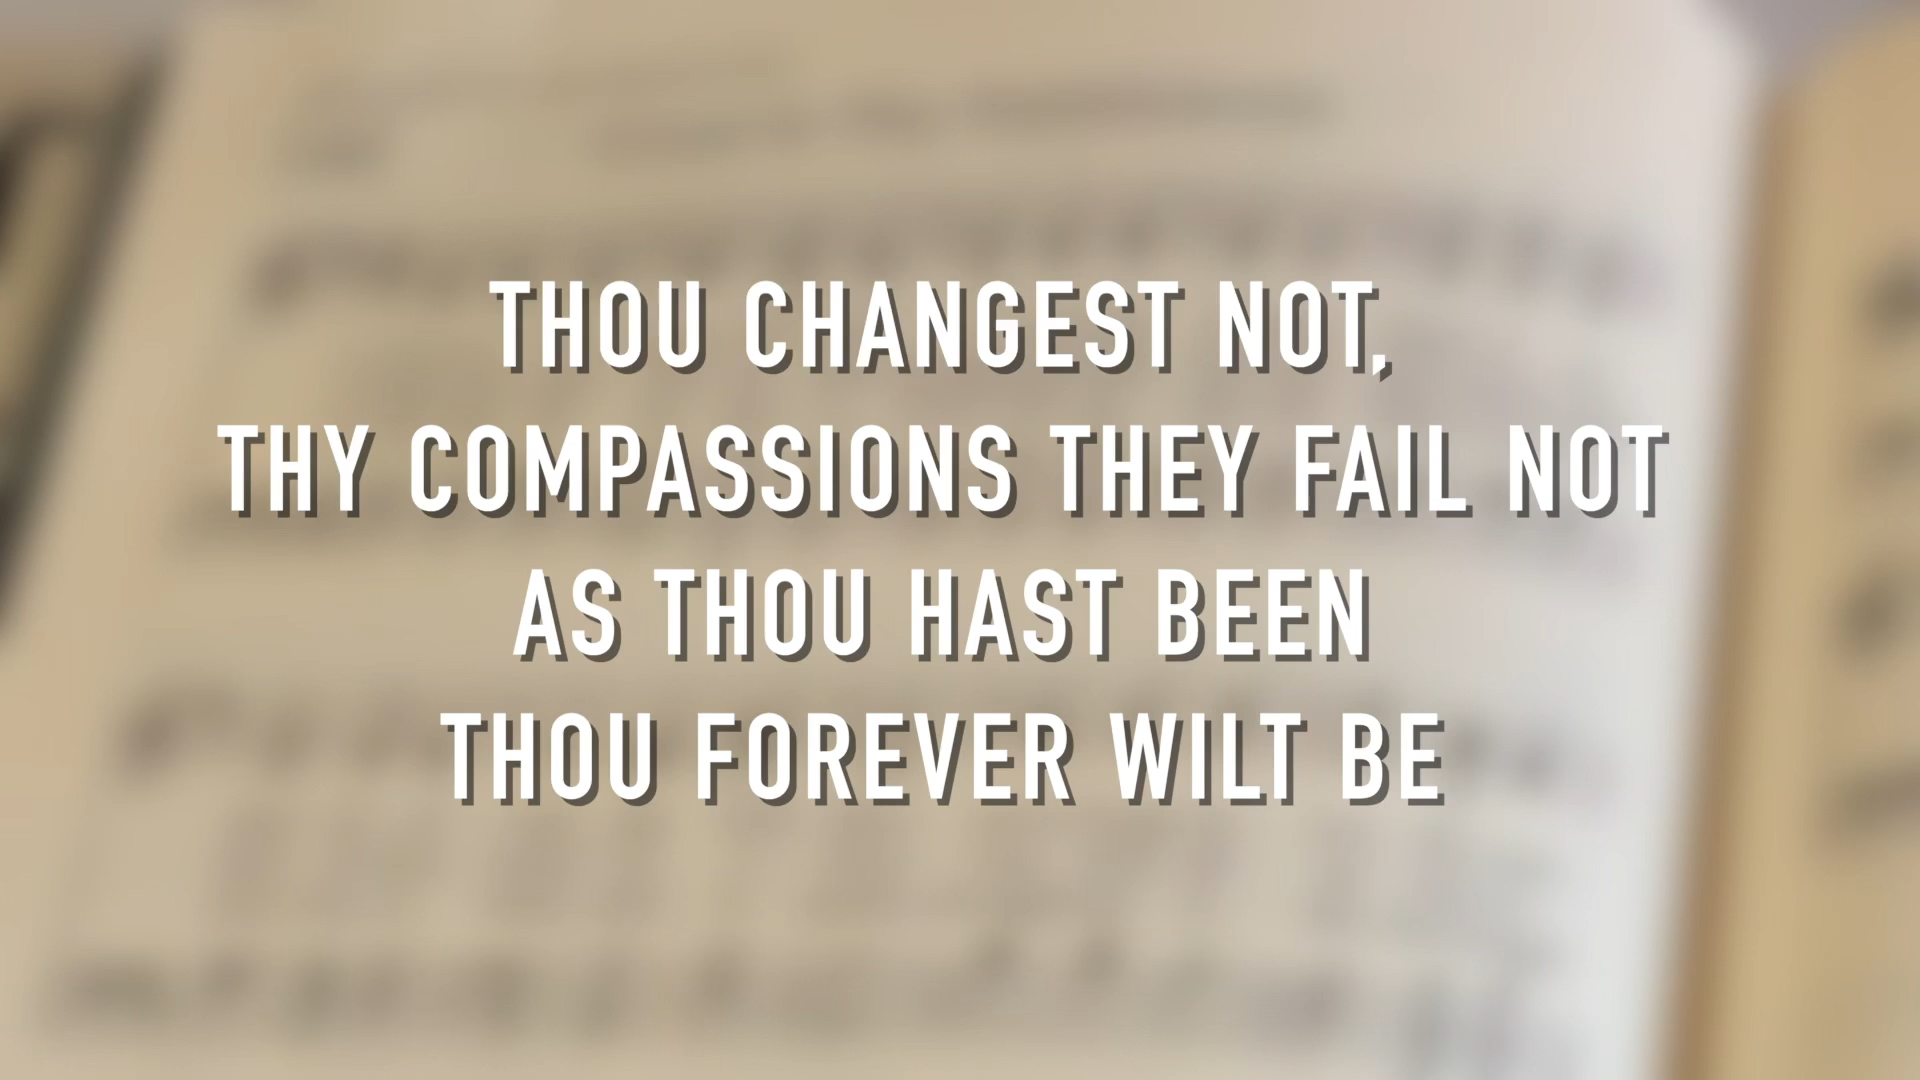 THOU CHANGEST NOT,
THY COMPASSIONS THEY FAIL NOT
AS THOU HAST BEEN
THOU FOREVER WILT BE